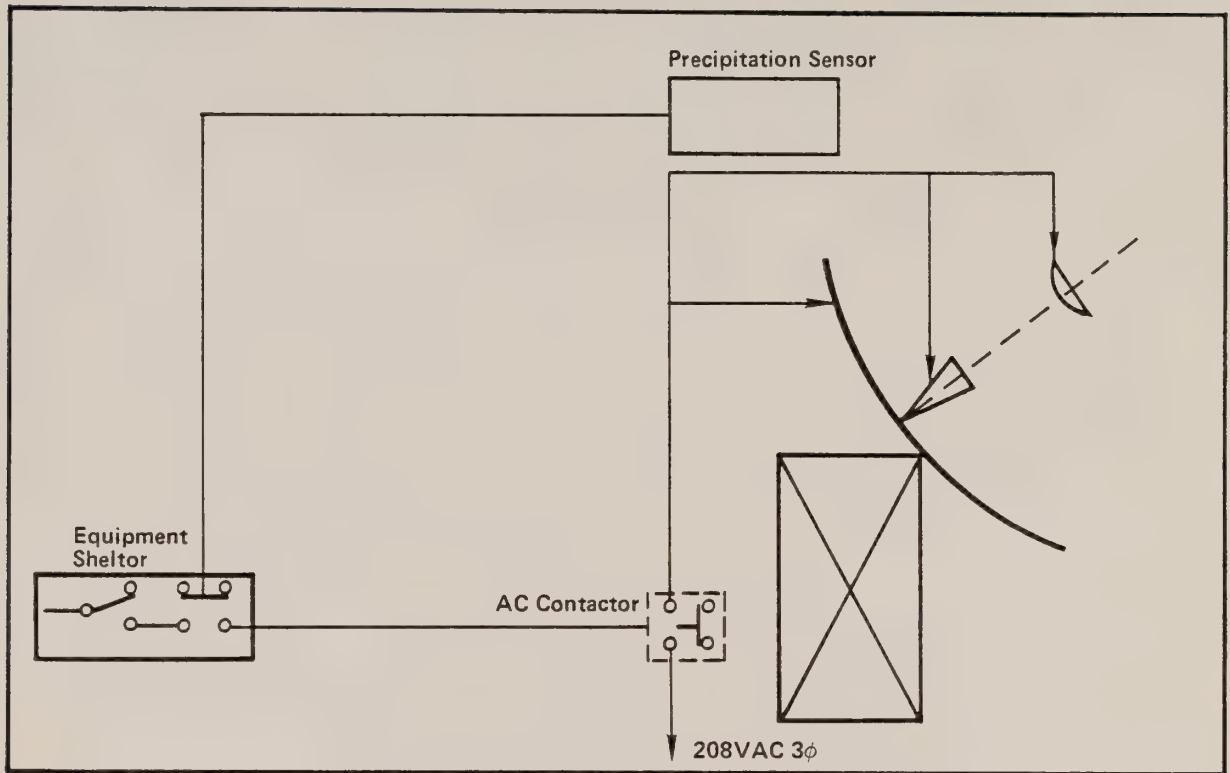 Precipitation Sensor
Equipment
Sheltor
AC Contactor
208VAC 3ϕ